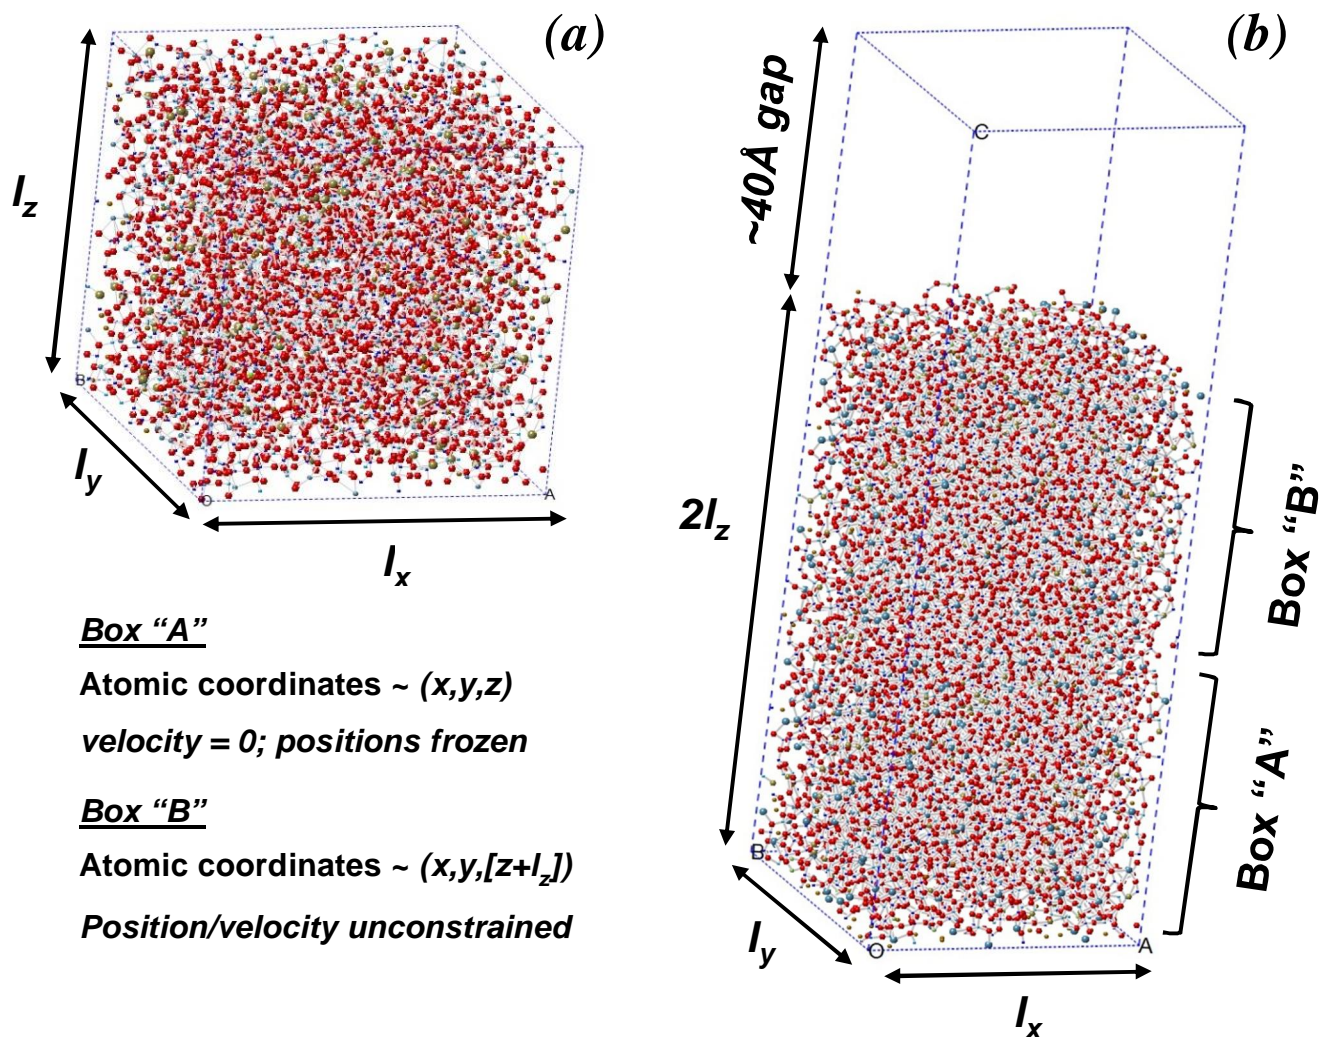 (a)
l_z
B
l_y
O
A
l_x
Box “A”
Atomic coordinates ~ (x,y,z)
velocity = 0; positions frozen
Box “B”
Atomic coordinates ~ (x,y,[z+l_z])
Position/velocity unconstrained
(b)
~40Å gap
C
2l_z
Box “B”
Box “A”
B
l_y
O
A
l_x